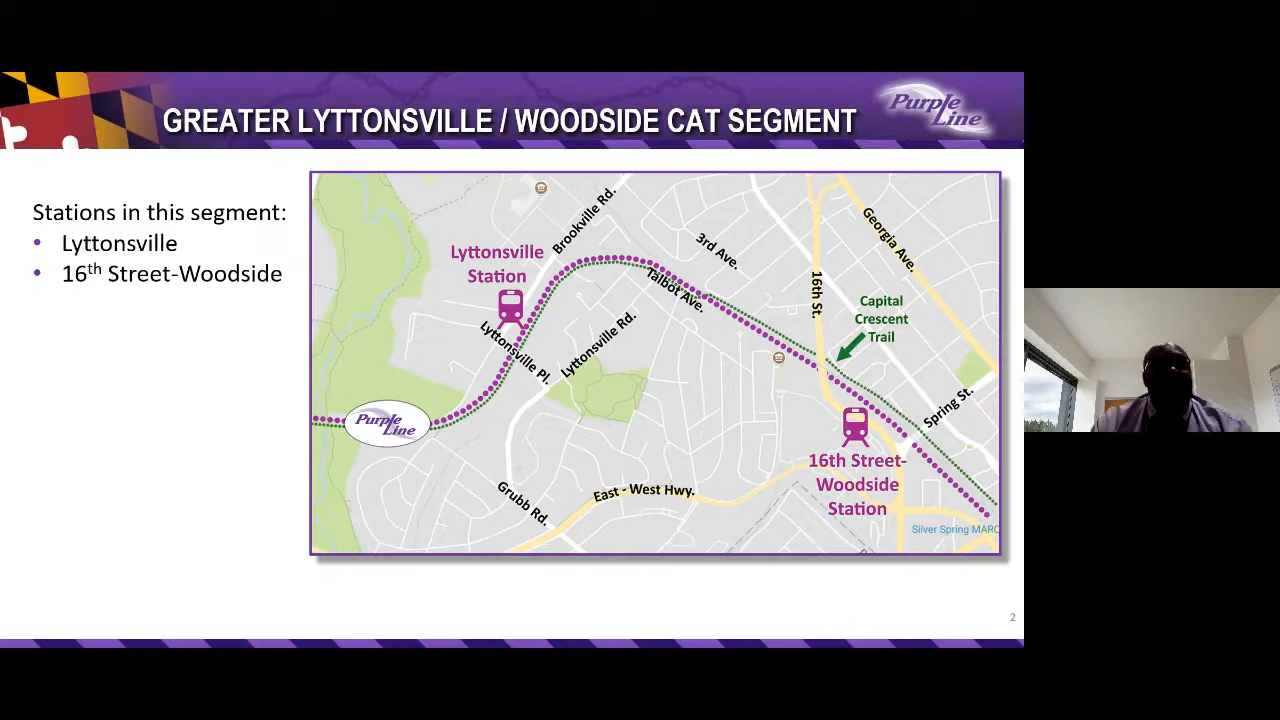 GREATER LYTTONSVILLE / WOODSIDE CAT SEGMENT
Purple
Line
Stations in this segment:
• Lyttonsville
• 16th Street-Woodside
Brookville Rd.
Georgia Ave.
3rd Ave.
Lyttonsville
Station
Talbot Ave.
16th St.
Capital
Crescent
Trail
Lyttonsville Pl.
Lyttonsville Rd.
Purple
Line
Spring St.
16th Street-
Woodside
Station
Grubb Rd.
East - West Hwy.
Silver Spring MARC
2